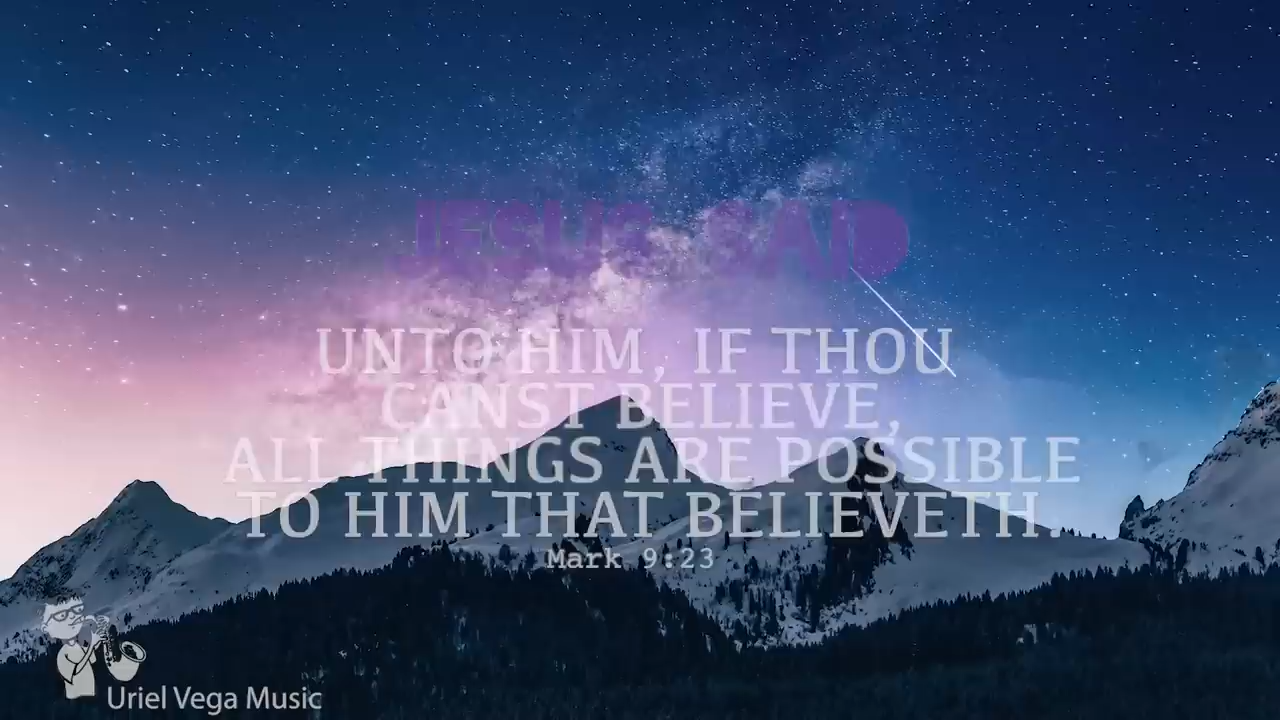 JESUS SAID
UNTO HIM, IF THOU
CANST BELIEVE,
ALL THINGS ARE POSSIBLE
TO HIM THAT BELIEVETH.
Mark 9:23
Uriel Vega Music